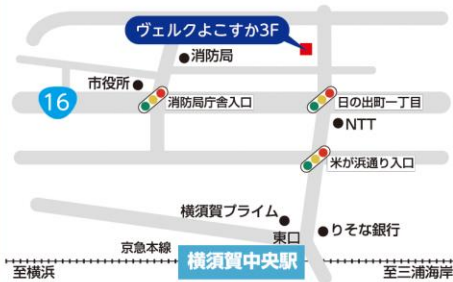 ヴェルクよこすか3F
消防局
市役所
16
消防局庁舎入口
日の出町一丁目
NTT
米が浜通り入口
横須賀プライム
東口
りそな銀行
京急本線
横須賀中央駅
至横浜
至三浦海岸